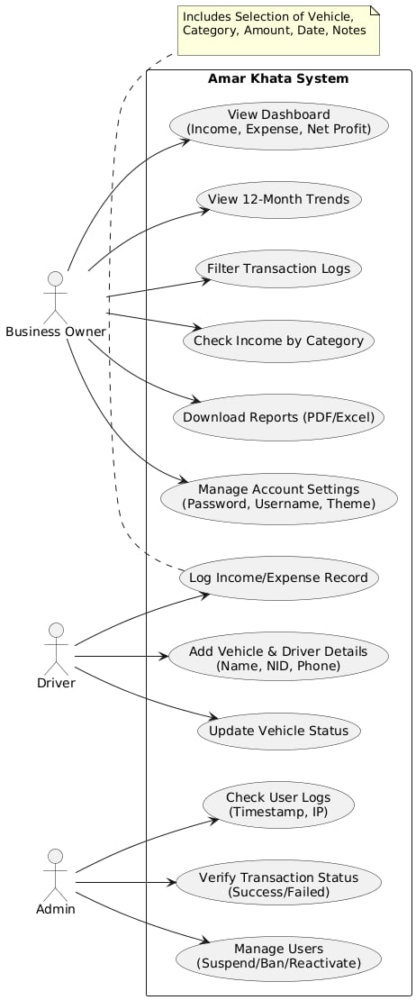 Includes Selection of Vehicle,
Category, Amount, Date, Notes
Amar Khata System
View Dashboard
(Income, Expense, Net Profit)
View 12-Month Trends
Filter Transaction Logs
Business Owner
Check Income by Category
Download Reports (PDF/Excel)
Manage Account Settings
(Password, Username, Theme)
Log Income/Expense Record
Driver
Add Vehicle & Driver Details
(Name, NID, Phone)
Update Vehicle Status
Check User Logs
(Timestamp, IP)
Admin
Verify Transaction Status
(Success/Failed)
Manage Users
(Suspend/Ban/Reactivate)